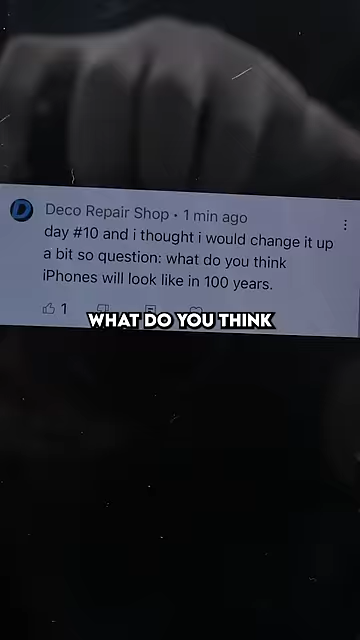 D
Deco Repair Shop • 1 min ago
day #10 and i thought i would change it up
a bit so question: what do you think
iPhones will look like in 100 years.
1
WHAT DO YOU THINK